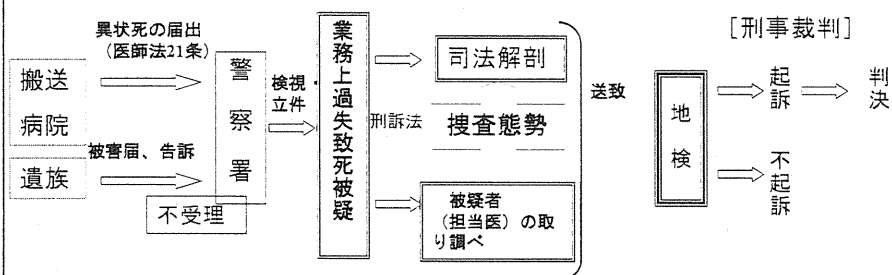 異状死の届出
（医師法21条）
搬送
病院
遺族
被害届、告訴
警察署
不受理
検視・
立件
業務上過失致死被疑
刑訴法
司法解剖
捜査態勢
被疑者
（担当医）の取
り調べ
送致
［刑事裁判］
地検
起訴
判決
不起訴